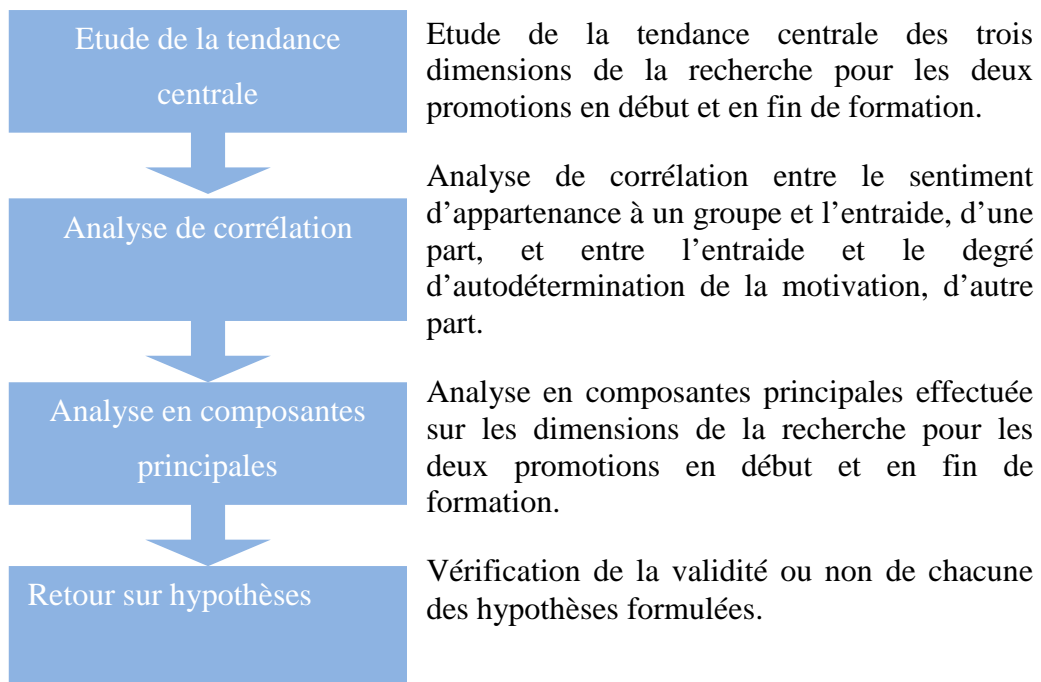 Etude de la tendance
centrale
Etude de la tendance centrale des trois
dimensions de la recherche pour les deux
promotions en début et en fin de formation.
Analyse de corrélation
Analyse de corrélation entre le sentiment
d’appartenance à un groupe et l’entraide, d’une
part, et entre l’entraide et le degré
d’autodétermination de la motivation, d’autre
part.
Analyse en composantes
principales
Analyse en composantes principales effectuée
sur les dimensions de la recherche pour les
deux promotions en début et en fin de
formation.
Retour sur hypothèses
Vérification de la validité ou non de chacune
des hypothèses formulées.